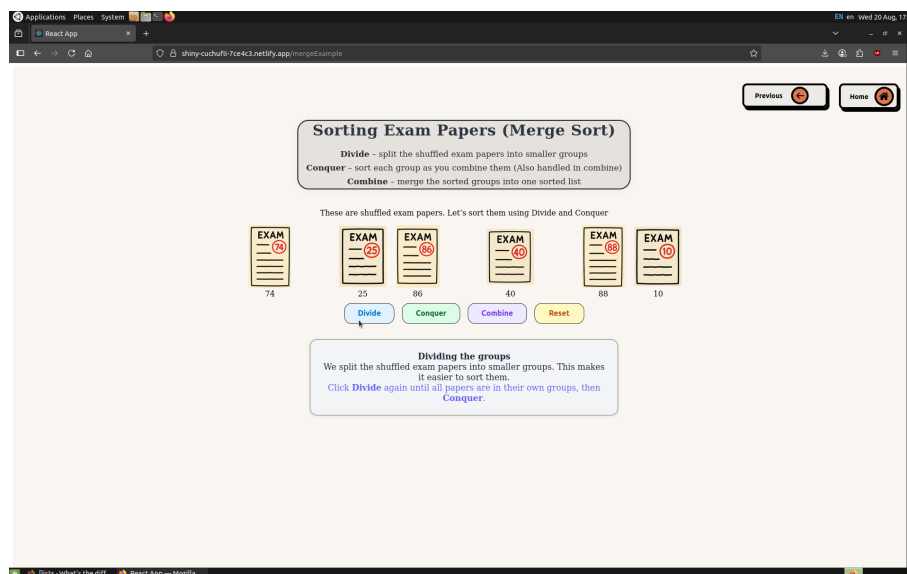 Applications Places System
EN en Wed 20 Aug, 17:
React App
shiny-cuchufli-7ce4c3.netlify.app/mergeExample
Previous
Home
Sorting Exam Papers (Merge Sort)
Divide – split the shuffled exam papers into smaller groups
Conquer – sort each group as you combine them (Also handled in combine)
Combine – merge the sorted groups into one sorted list
These are shuffled exam papers. Let's sort them using Divide and Conquer
EXAM EXAM EXAM EXAM EXAM EXAM
74 25 86 40 88 10
74 25 86 40 88 10
Divide Conquer Combine Reset
Dividing the groups
We split the shuffled exam papers into smaller groups. This makes
it easier to sort them.
Click Divide again until all papers are in their own groups, then
Conquer.
What's the diff... React App — Mozilla...